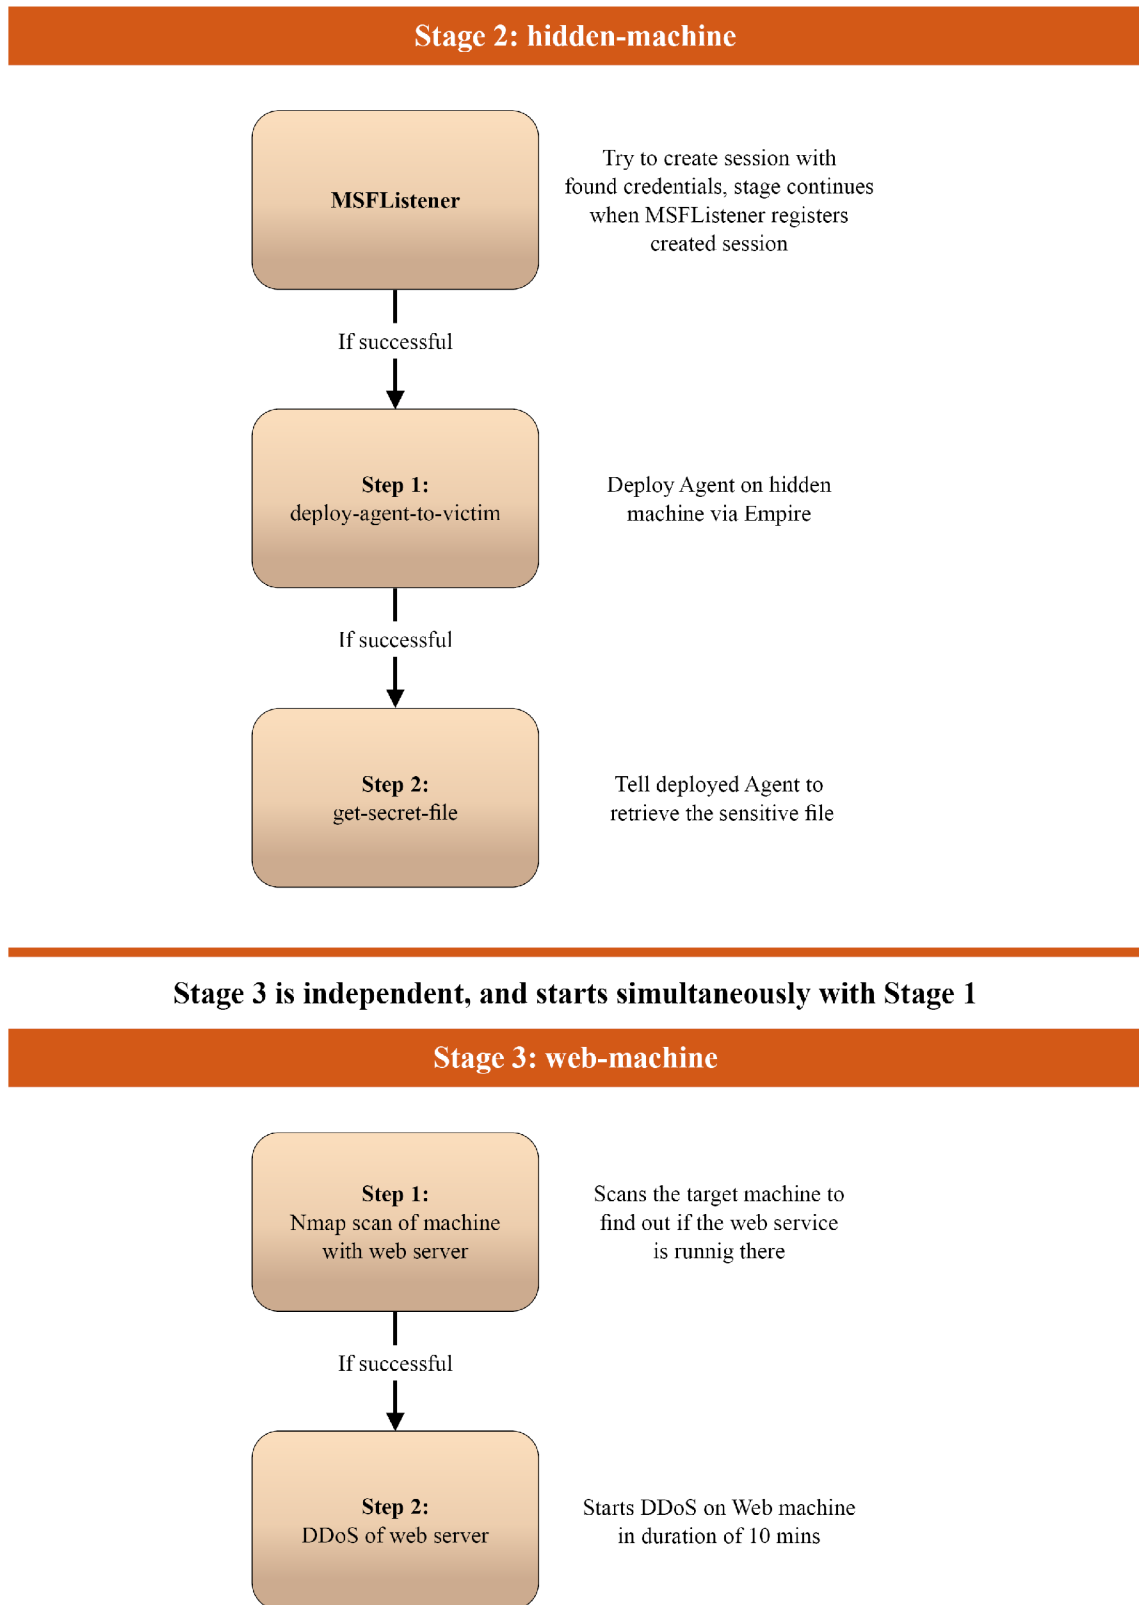 Stage 2: hidden-machine
MSFListener
Try to create session with
found credentials, stage continues
when MSFListener registers
created session
If successful
Step 1:
deploy-agent-to-victim
Deploy Agent on hidden
machine via Empire
If successful
Step 2:
get-secret-file
Tell deployed Agent to
retrieve the sensitive file
Stage 3 is independent, and starts simultaneously with Stage 1
Stage 3: web-machine
Step 1:
Nmap scan of machine
with web server
Scans the target machine to
find out if the web service
is runnig there
If successful
Step 2:
DDoS of web server
Starts DDoS on Web machine
in duration of 10 mins